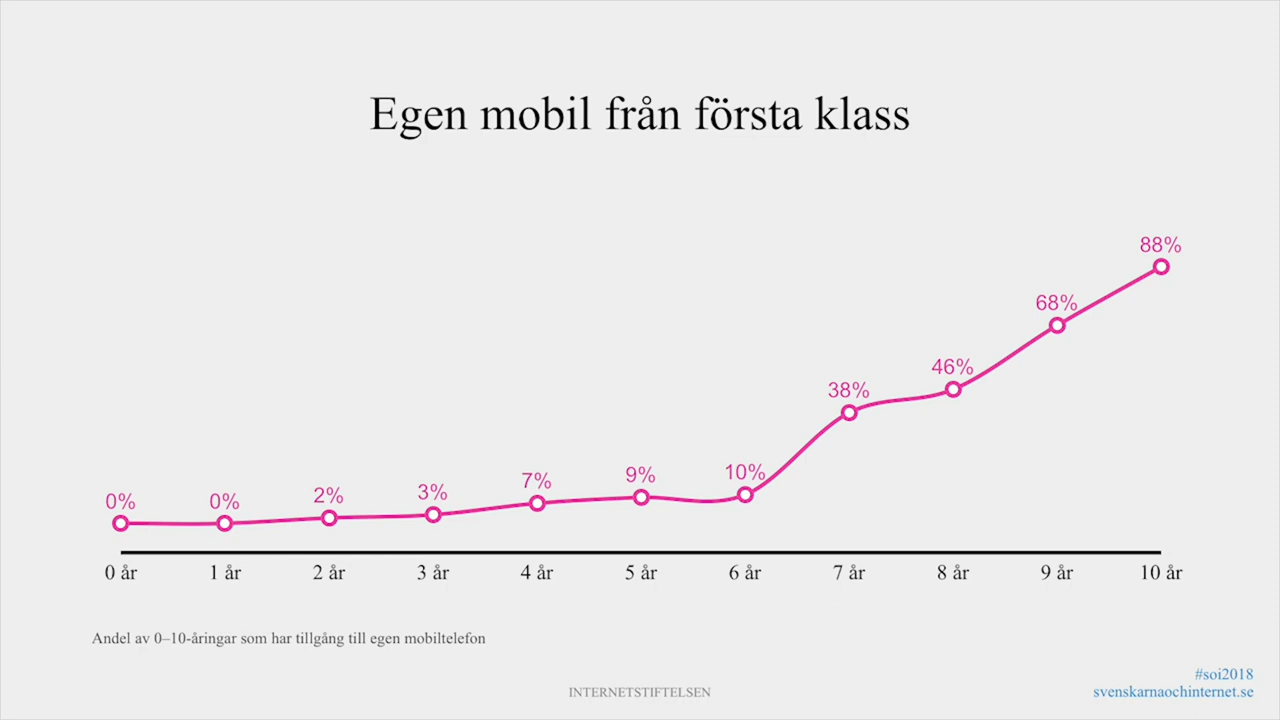 Egen mobil från första klass
88%
68%
46%
38%
10%
9%
7%
3%
2%
0%
0%
0 år 1 år 2 år 3 år 4 år 5 år 6 år 7 år 8 år 9 år 10 år
Andel av 0–10-åringar som har tillgång till egen mobiltelefon
#soi2018
INTERNETSTIFTELSEN
svenskarnaochinternet.se